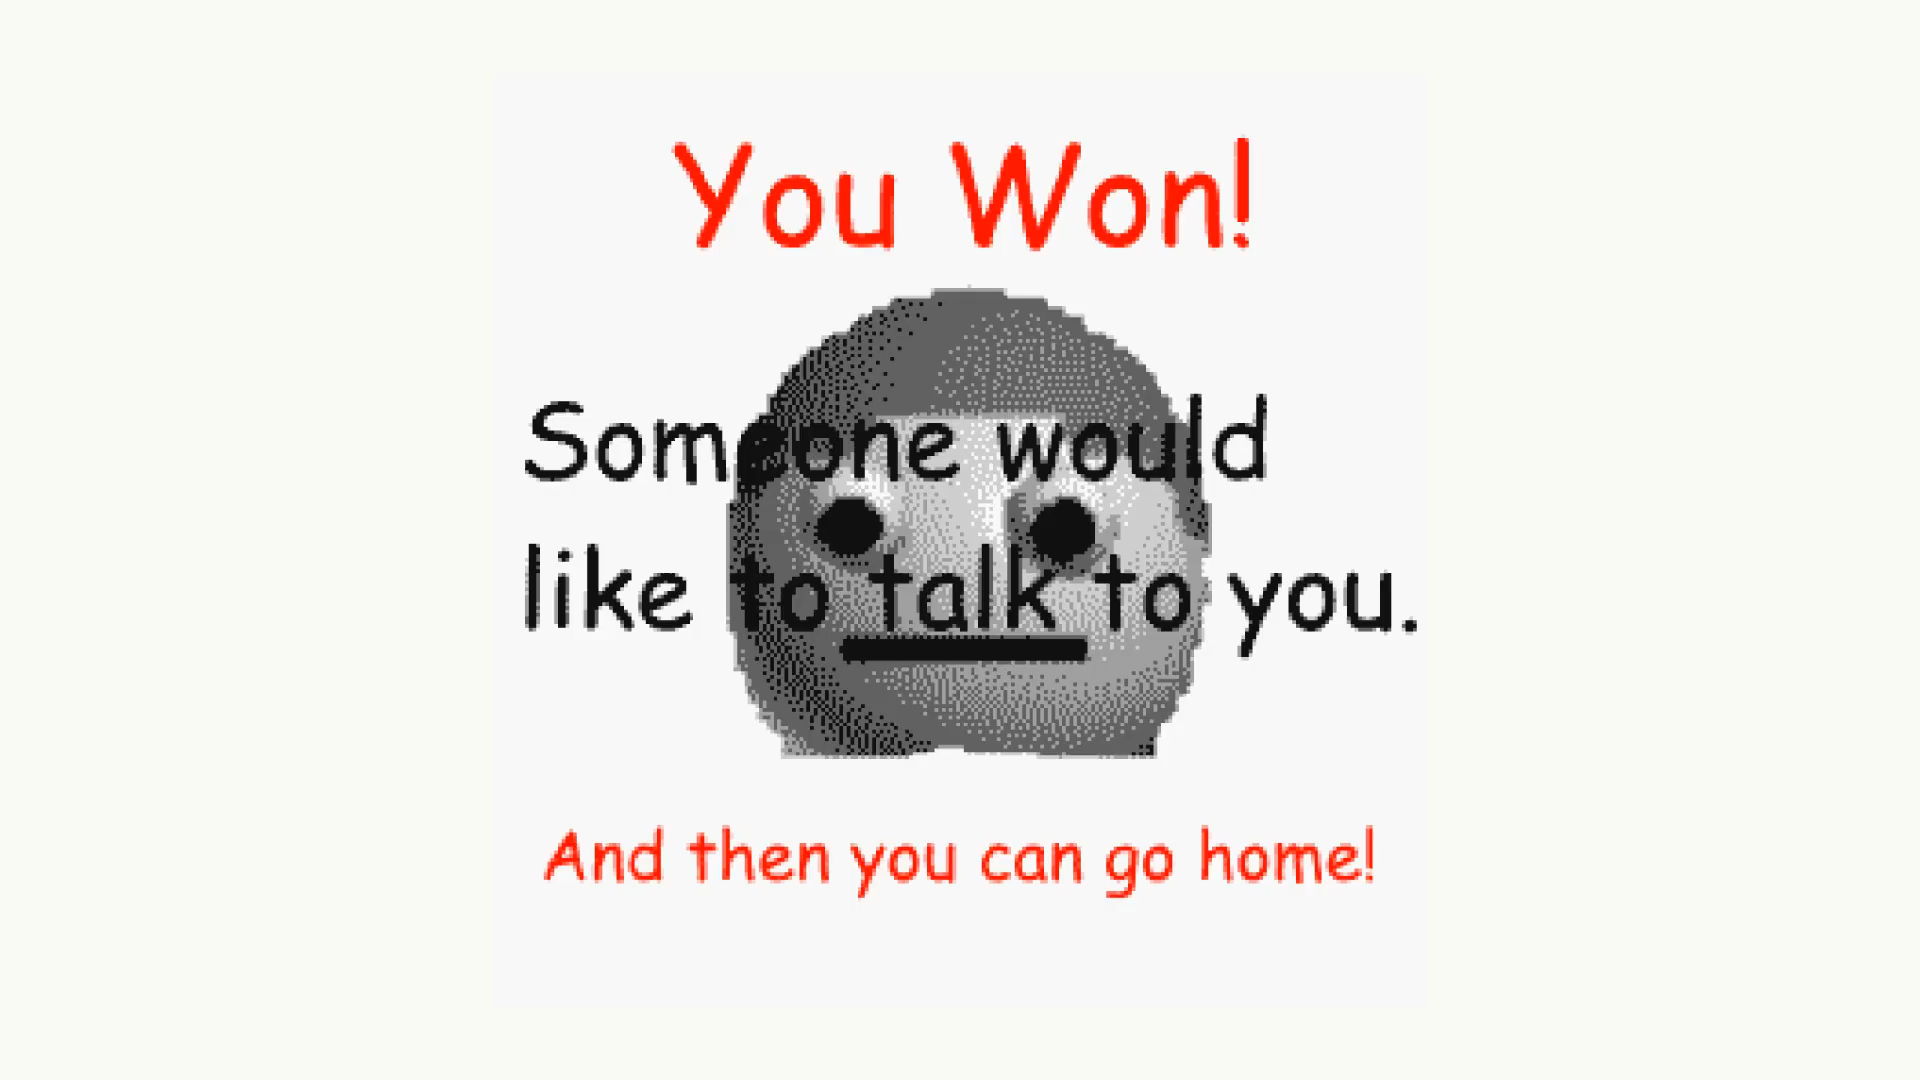 You Won!
Someone would
like to talk to you.
And then you can go home!